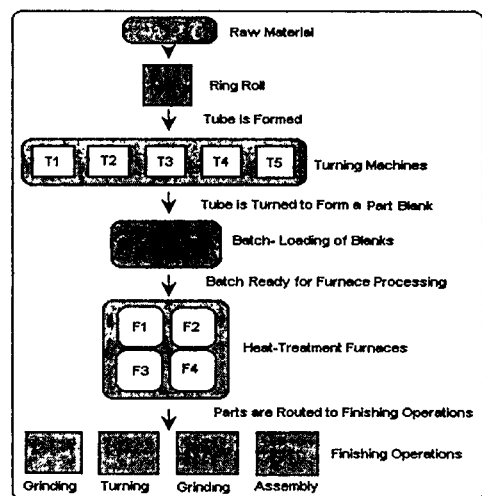 Raw Material
Ring Roll
Tube is Formed
T1 T2 T3 T4 T5 Turning Machines
Tube is Turned to Form a Part Blank
Batch- Loading of Blanks
Batch Ready for Furnace Processing
F1 F2
Heat-Treatment Furnaces
F3 F4
Parts are Routed to Finishing Operations
Finishing Operations
Grinding Turning Grinding Assembly